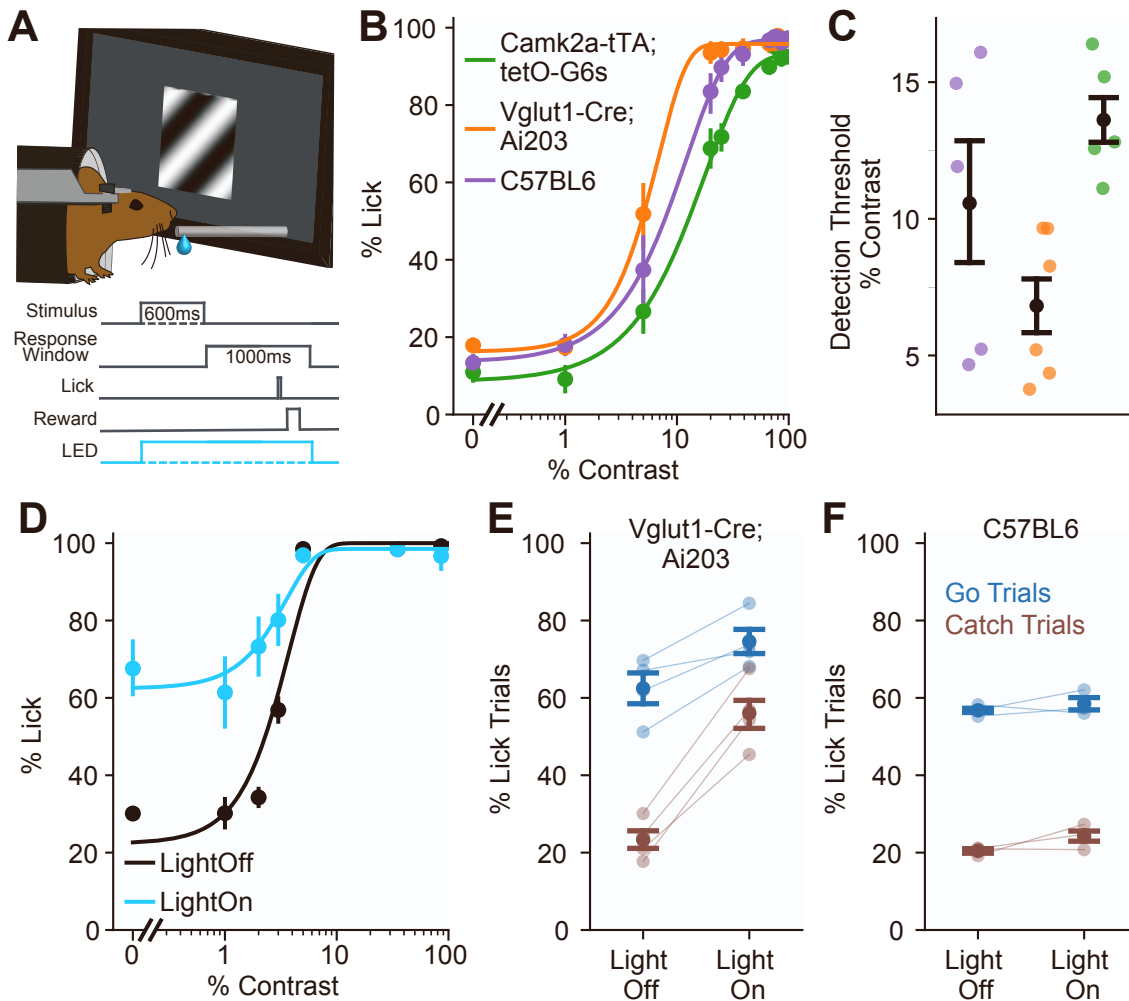 A
Stimulus
600ms
Response
Window
1000ms
Lick
Reward
LED
B
100
80
60
40
20
0
% Lick
Camk2a-tTA;
tetO-G6s
Vglut1-Cre;
Ai203
C57BL6
0
1
10
100
% Contrast
C
15
10
5
Detection Threshold
% Contrast
D
100
80
60
40
20
0
% Lick
LightOff
LightOn
0
1
10
100
% Contrast
E
Vglut1-Cre;
Ai203
100
80
60
40
20
0
% Lick Trials
Light
Off
Light
On
F
C57BL6
Go Trials
Catch Trials
100
80
60
40
20
0
% Lick Trials
Light
Off
Light
On